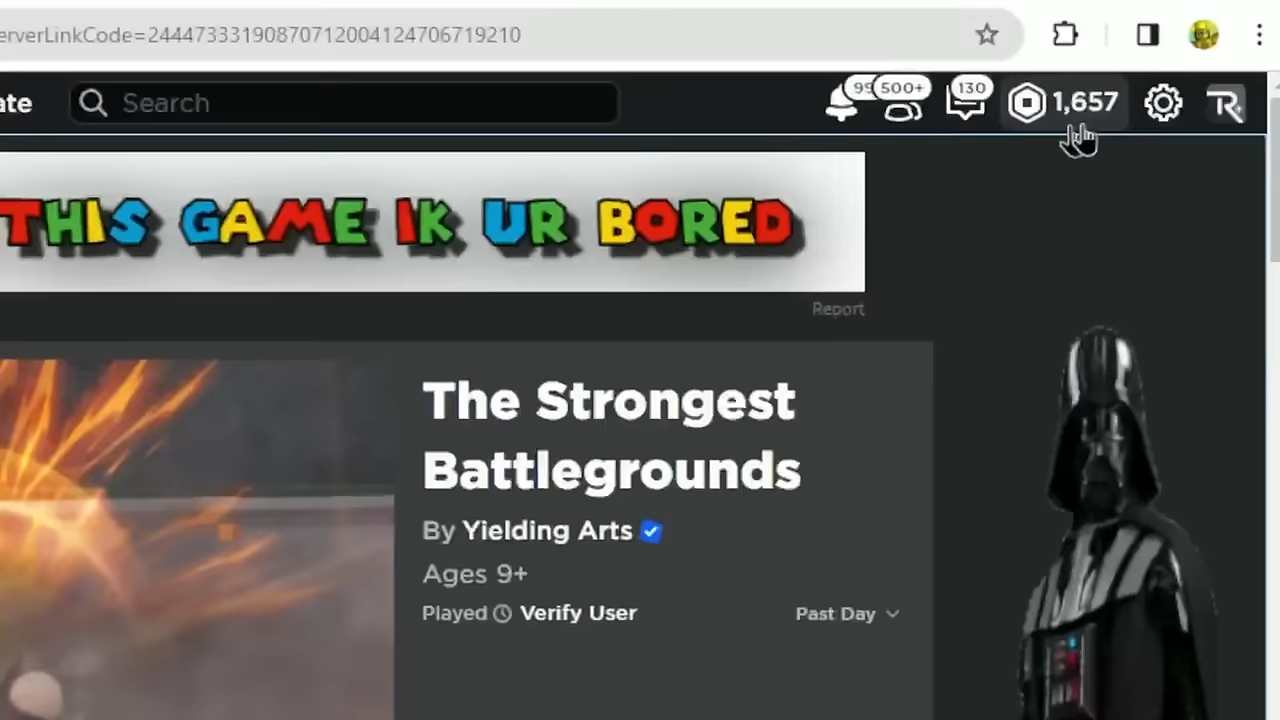 erverLinkCode=24447333190870712004124706719210
ate
Search
99
500+
130
1,657
THIS GAME IK UR BORED
Report
The Strongest
Battlegrounds
By Yielding Arts
Ages 9+
Played Verify User
Past Day